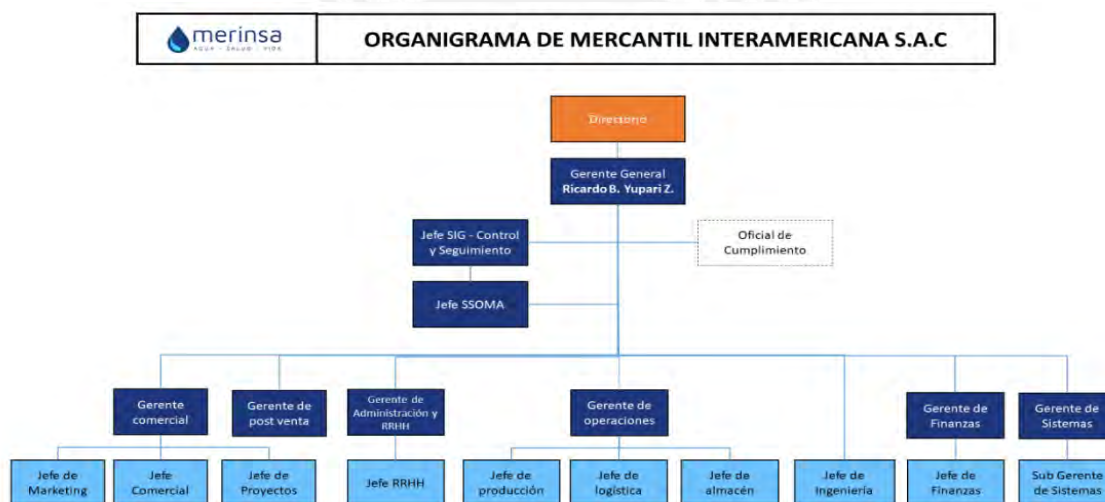 merinsa
AGUA - SALUD - VIDA
ORGANIGRAMA DE MERCANTIL INTERAMERICANA S.A.C
Directorio
Gerente General
Ricardo B. Yupari Z.
Jefe SIG - Control
y Seguimiento
Oficial de
Cumplimiento
Jefe SSOMA
Gerente
comercial
Gerente de
post venta
Gerente de
Administración y
RRHH
Gerente de
operaciones
Gerente de
Finanzas
Gerente de
Sistemas
Jefe de
Marketing
Jefe
Comercial
Jefe de
Proyectos
Jefe RRHH
Jefe de
producción
Jefe de
logística
Jefe de
almacén
Jefe de
Ingeniería
Jefe de
Finanzas
Sub Gerente
de Sistemas